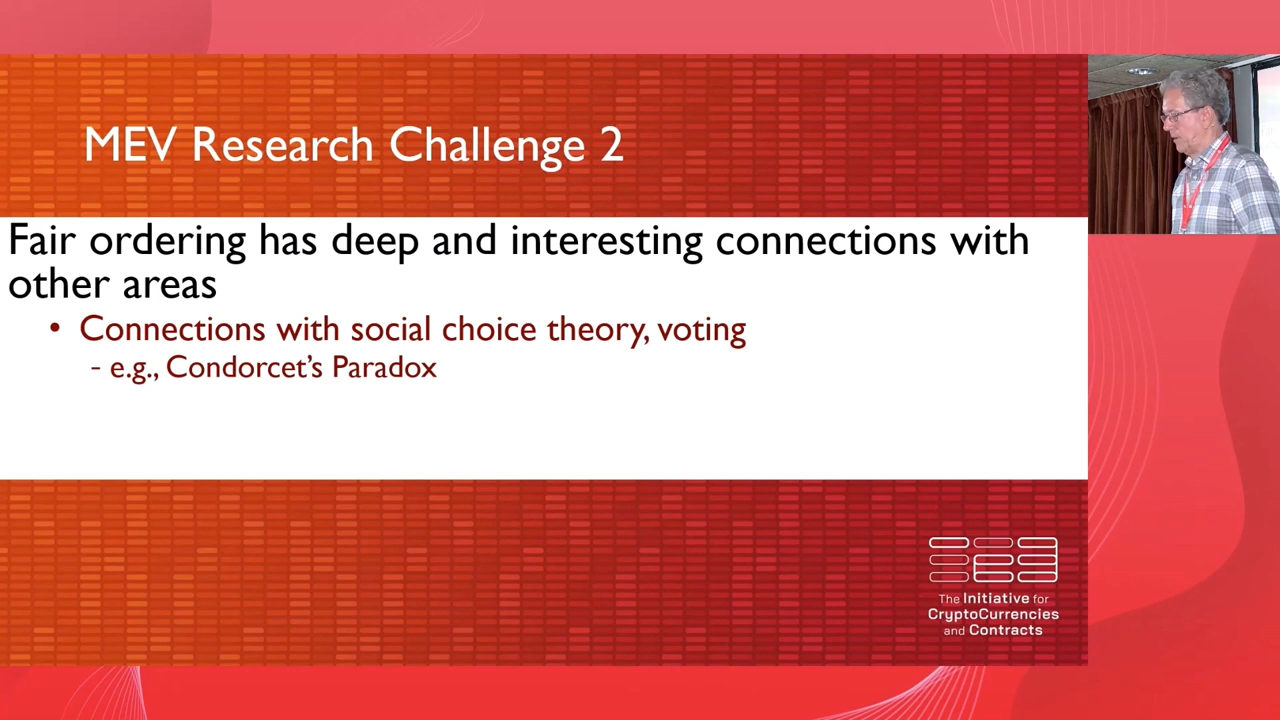 MEV Research Challenge 2
Fair ordering has deep and interesting connections with
other areas
• Connections with social choice theory, voting
- e.g., Condorcet's Paradox
The Initiative for
CryptoCurrencies
and Contracts